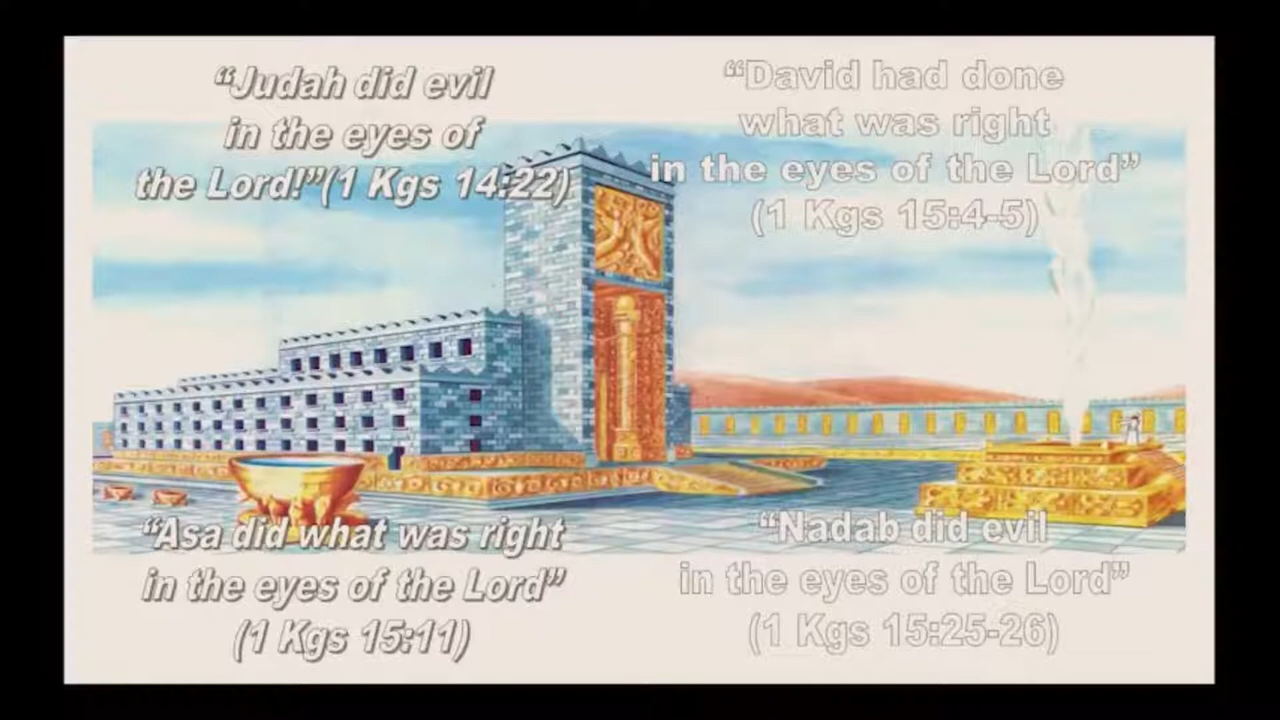 “Judah did evil
in the eyes of
the Lord!”(1 Kgs 14:22)
“David had done
what was right
in the eyes of the Lord”
(1 Kgs 15:4-5)
“Asa did what was right
in the eyes of the Lord”
(1 Kgs 15:11)
“Nadab did evil
in the eyes of the Lord”
(1 Kgs 15:25-26)